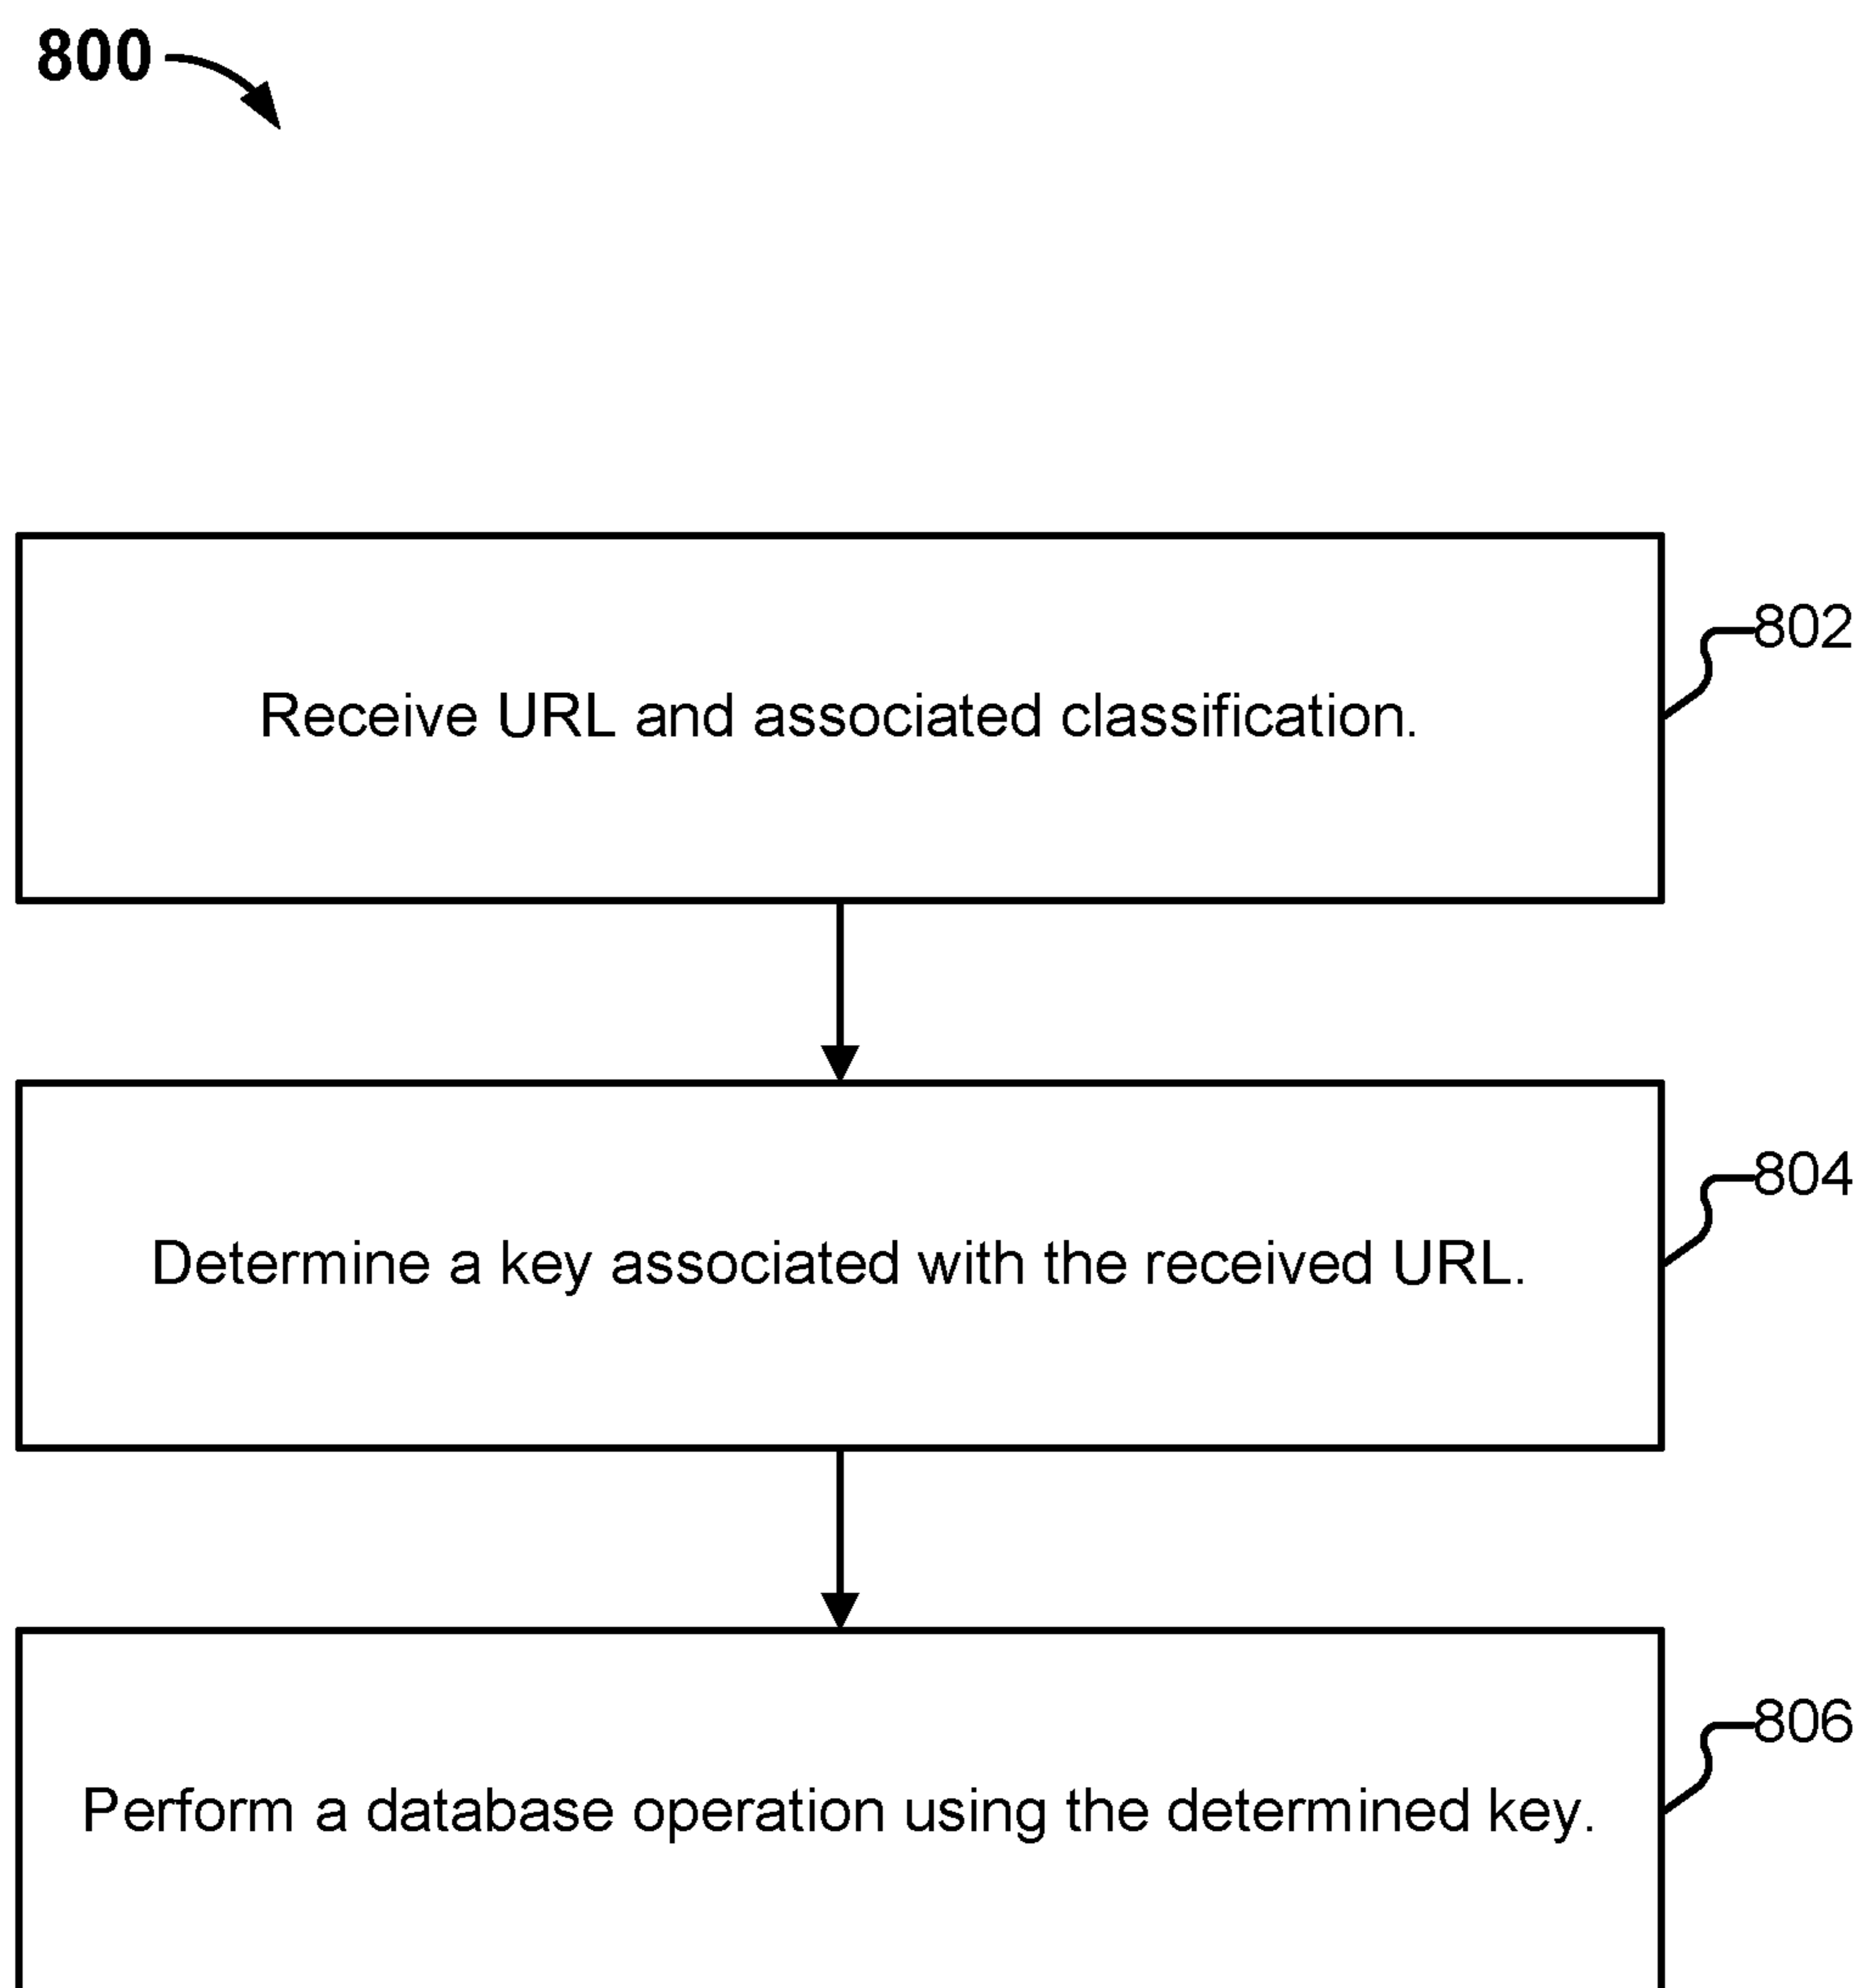 800
802
Receive URL and associated classification.
804
Determine a key associated with the received URL.
806
Perform a database operation using the determined key.